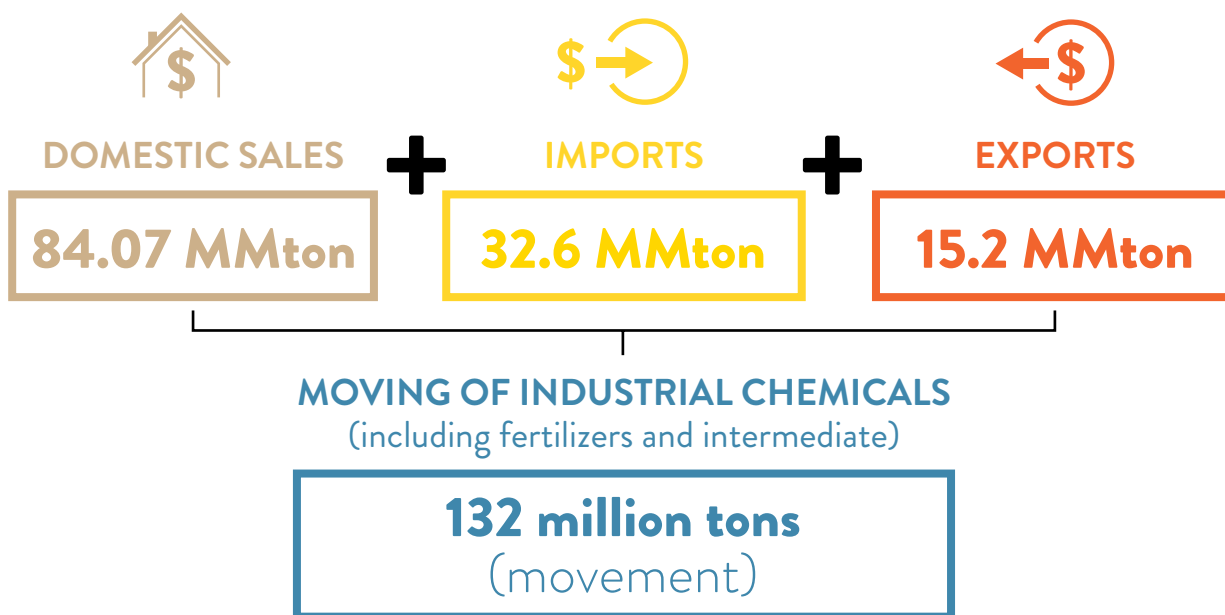 $
$
$
DOMESTIC SALES + IMPORTS + EXPORTS
84.07 MMton
32.6 MMton
15.2 MMton
MOVING OF INDUSTRIAL CHEMICALS
(including fertilizers and intermediate)
132 million tons
(movement)